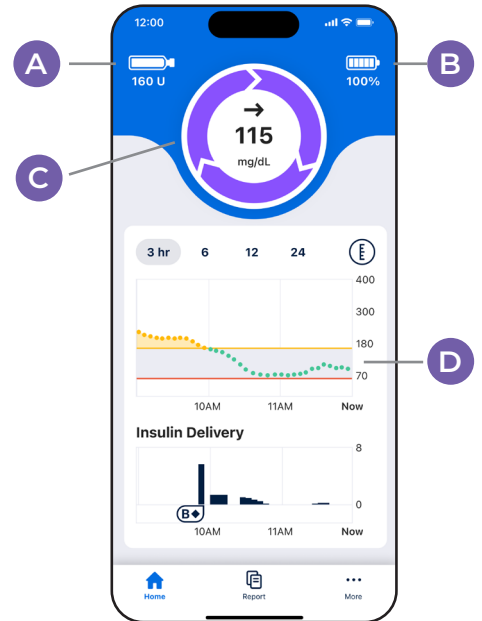 12:00
A
160 U
100%
B
115
mg/dL
C
3 hr 6 12 24
400
300
180
D
70
10AM 11AM Now
Insulin Delivery
8
B
0
10AM 11AM Now
Home Report More